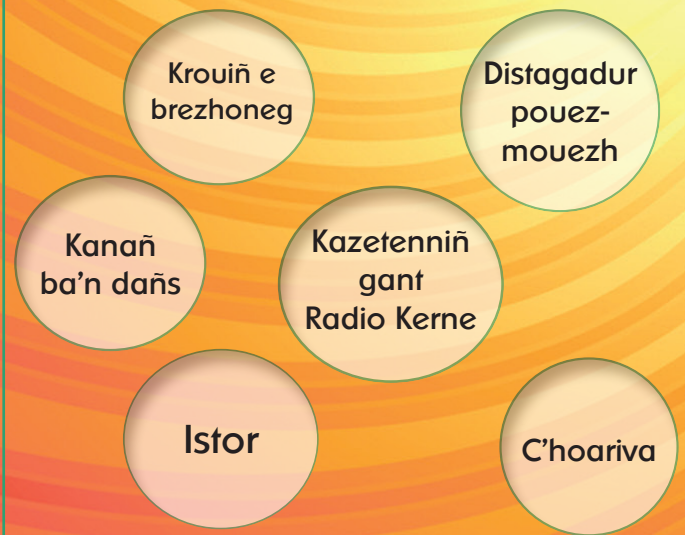 Krouiñ e
brezhoneg
Distagadur
pouez-
mouezh
Kanañ
ba'n dañs
Kazetenniñ
gant
Radio Kerne
Istor
C'hoariva